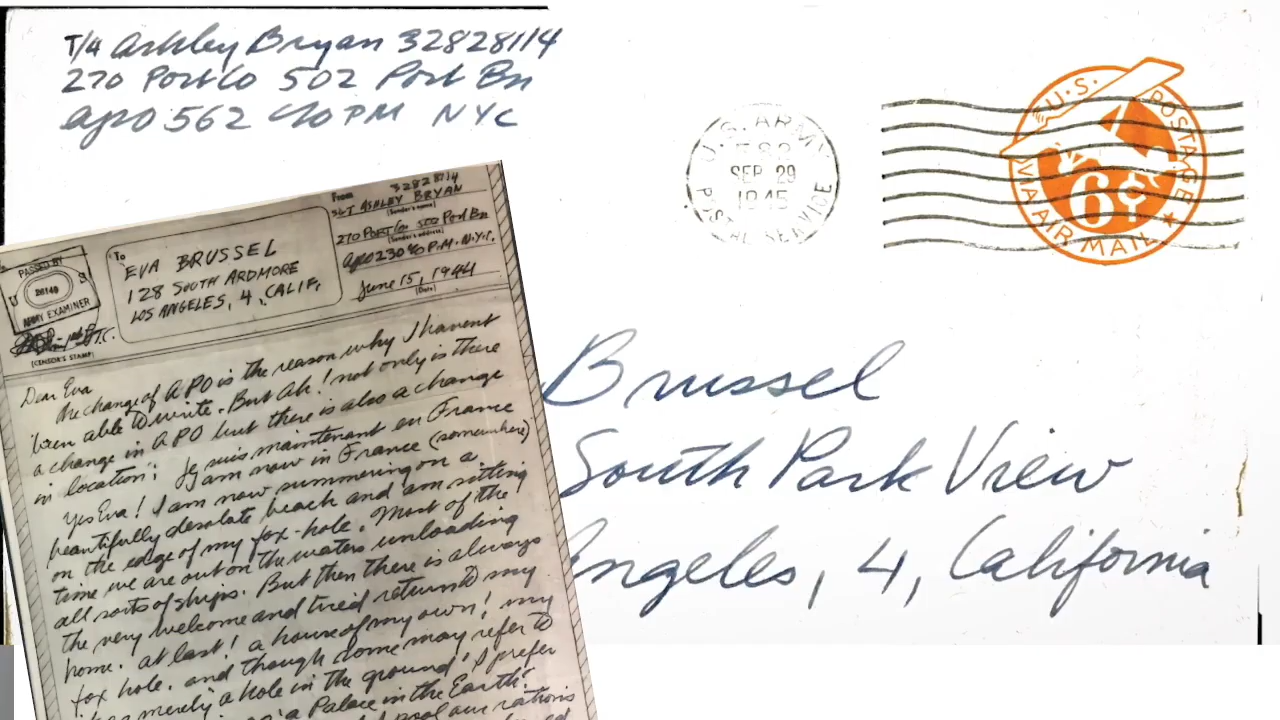 T/4 Ashley Bryan 32828114
270 Port Co 502 Port Bn
apo 562 c/o PM NYC
U.S. ARMY
SEP 29
1945
POSTAL SERVICE
U.S. POSTAGE
6¢
VIA AIR MAIL
Brussel
South Park View
Angeles, 4, California
PASSED BY
U S
26149
ARMY EXAMINER
(CENSOR'S STAMP)
To
EVA BRUSSEL
128 SOUTH ARDMORE
LOS ANGELES, 4, CALIF.
From
32828114
SGT ASHLEY BRYAN
(Sender's name)
270 PORT Co 502 Port Bn
(Sender's address)
apo 230 c/o P.M. N.Y.C.
June 15, 1944
(Date)
Dear Eva
The change of APO is the reason why I havent
been able to write. But Ah! not only is there
a change in APO but there is also a change
in location; Je suis maintenant en France
I am now in France (somewhere)
Yes Eva! I am now summering on a
beautifully desolate beach and am sitting
on the edge of my fox-hole. Most of the
time we are out on the waters unloading
all sorts of ships. But then there is always
the very welcome and tired return to my
home. at last! a house of my own! my
fox hole. and though some may refer to
merely a hole in the ground I prefer
a Palace in the Earth!
pool our rations